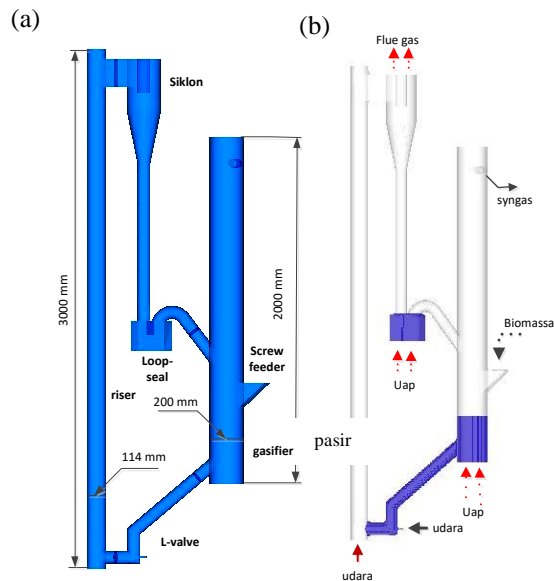 (a)
Siklon
3000 mm
2000 mm
Loop-
seal
Screw
feeder
riser
200 mm
gasifier
114 mm
L-valve
(b)
Flue gas
syngas
Biomassa
Uap
pasir
Uap
udara
udara